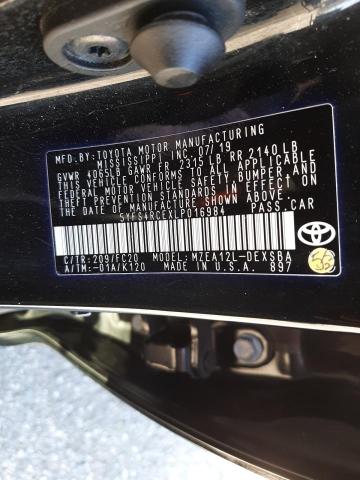 MFD. BY:TOYOTA MOTOR MANUFACTURING
MISSISSIPPI, INC. 07/19
GVWR 4065LB GAWR FR 2315 LB RR 2140 LB
THIS VEHICLE CONFORMS TO ALL APPLICABLE
FEDERAL MOTOR VEHICLE SAFETY, BUMPER, AND
THEFT PREVENTION STANDARDS IN EFFECT ON
THE DATE OF MANUFACTURE SHOWN ABOVE.
5YFS4RCEXLP016984 PASS.CAR
C/TR:209/FC20 MODEL:MZEA12L-DEXSBA
A/TM:-01A/K120 MADE IN U.S.A. 897